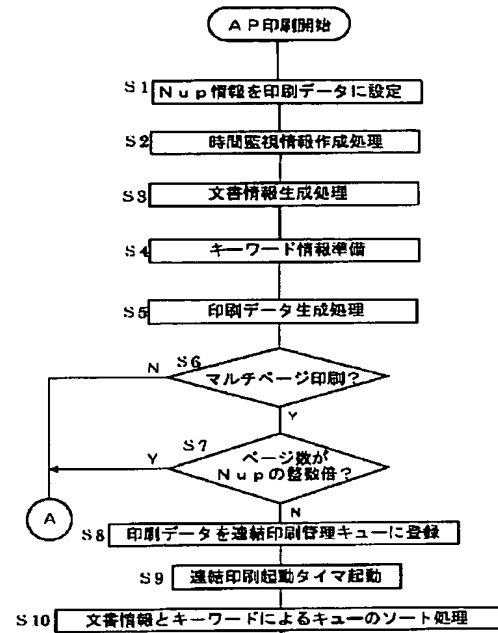 AP印刷開始
S1 Nup情報を印刷データに設定
S2 時間監視情報作成処理
S3 文書情報生成処理
S4 キーワード情報準備
S5 印刷データ生成処理
S6
N マルチページ印刷?
Y
S7
Y ページ数が
Nupの整数倍?
A N
S8 印刷データを連結印刷管理キューに登録
S9 連結印刷起動タイマ起動
S10 文書情報とキーワードによるキューのソート処理